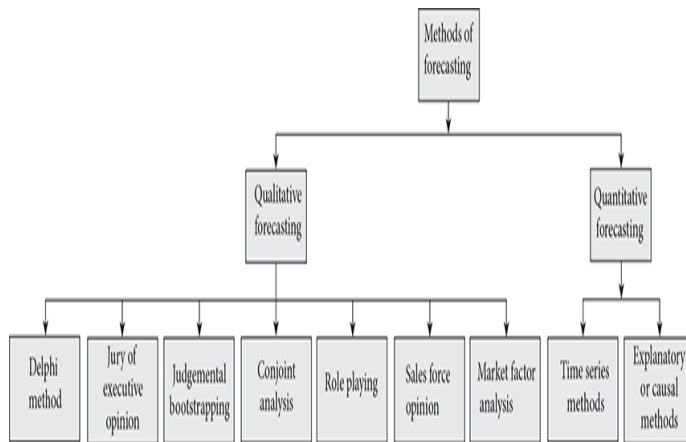 Methods of
forecasting
Qualitative
forecasting
Quantitative
forecasting
Delphi
method
Jury of
executive
opinion
Judgemental
bootstrapping
Conjoint
analysis
Role playing
Sales force
opinion
Market factor
analysis
Time series
methods
Explanatory
or causal
methods